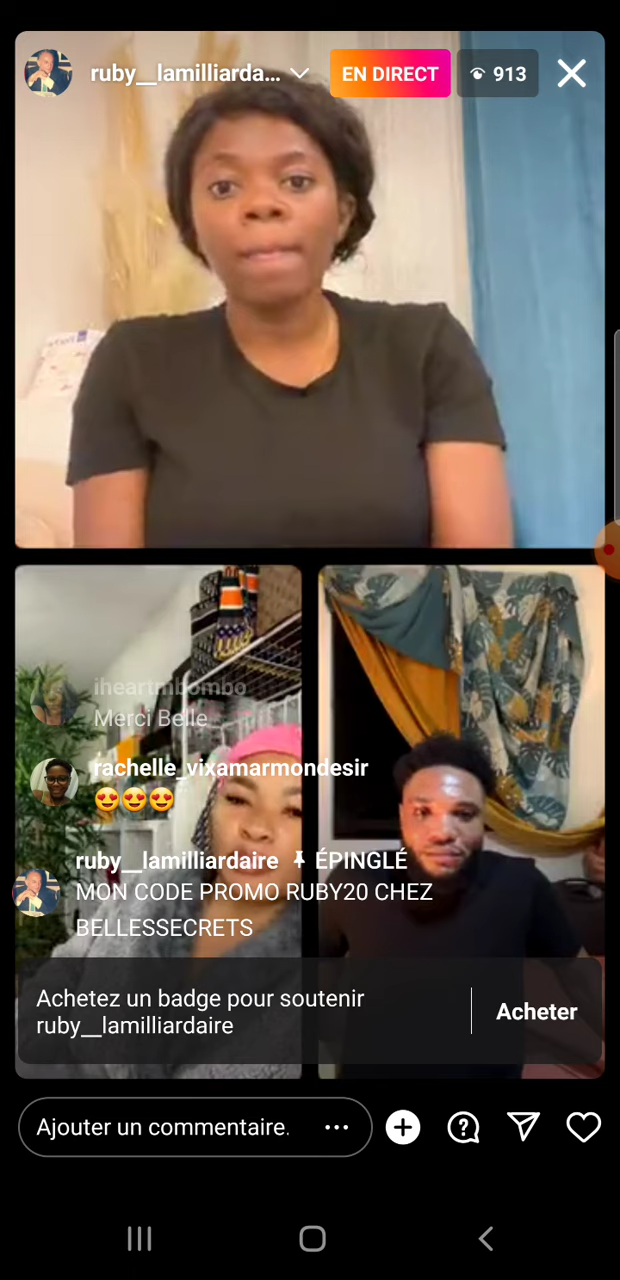 ruby__lamilliarda...
EN DIRECT
913
iheartmbombo
Merci Belle
rachelle_vixamarmondesir
😍😍😍
ruby__lamilliardaire ÉPINGLÉ
MON CODE PROMO RUBY20 CHEZ
BELLESSECRETS
Achetez un badge pour soutenir
ruby__lamilliardaire
Acheter
Ajouter un commentaire.